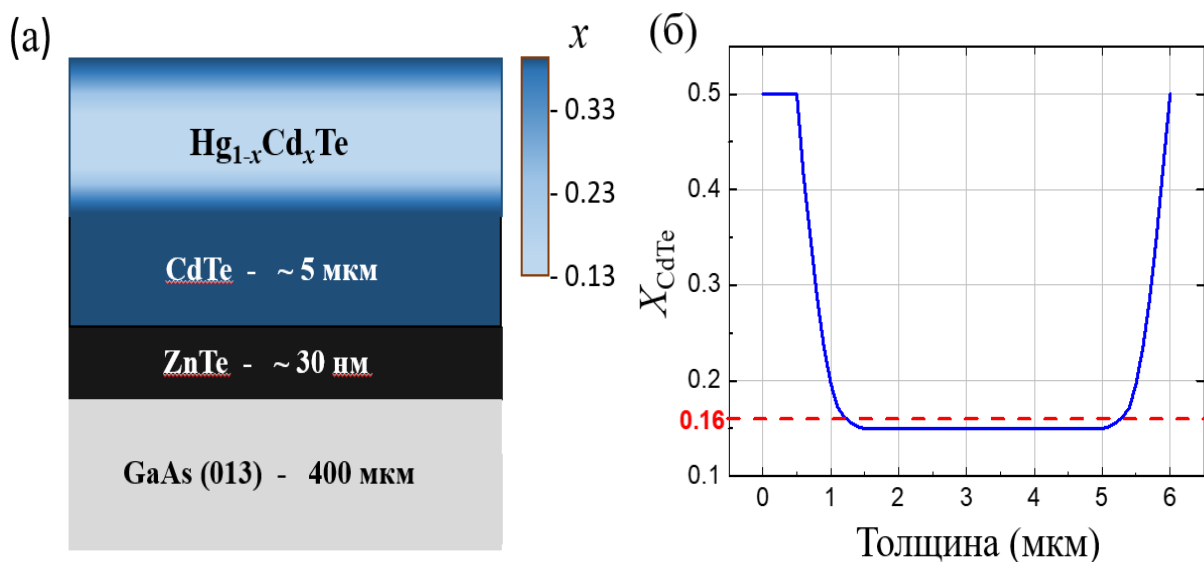 (а)
x
Hg₁₋ₓCdₓTe
0.33
0.23
0.13
CdTe - ~ 5 мкм
ZnTe - ~ 30 нм
GaAs (013) - 400 мкм
(б)
X_CdTe
0.5
0.4
0.3
0.2
0.16
0.1
0 1 2 3 4 5 6
Толщина (мкм)